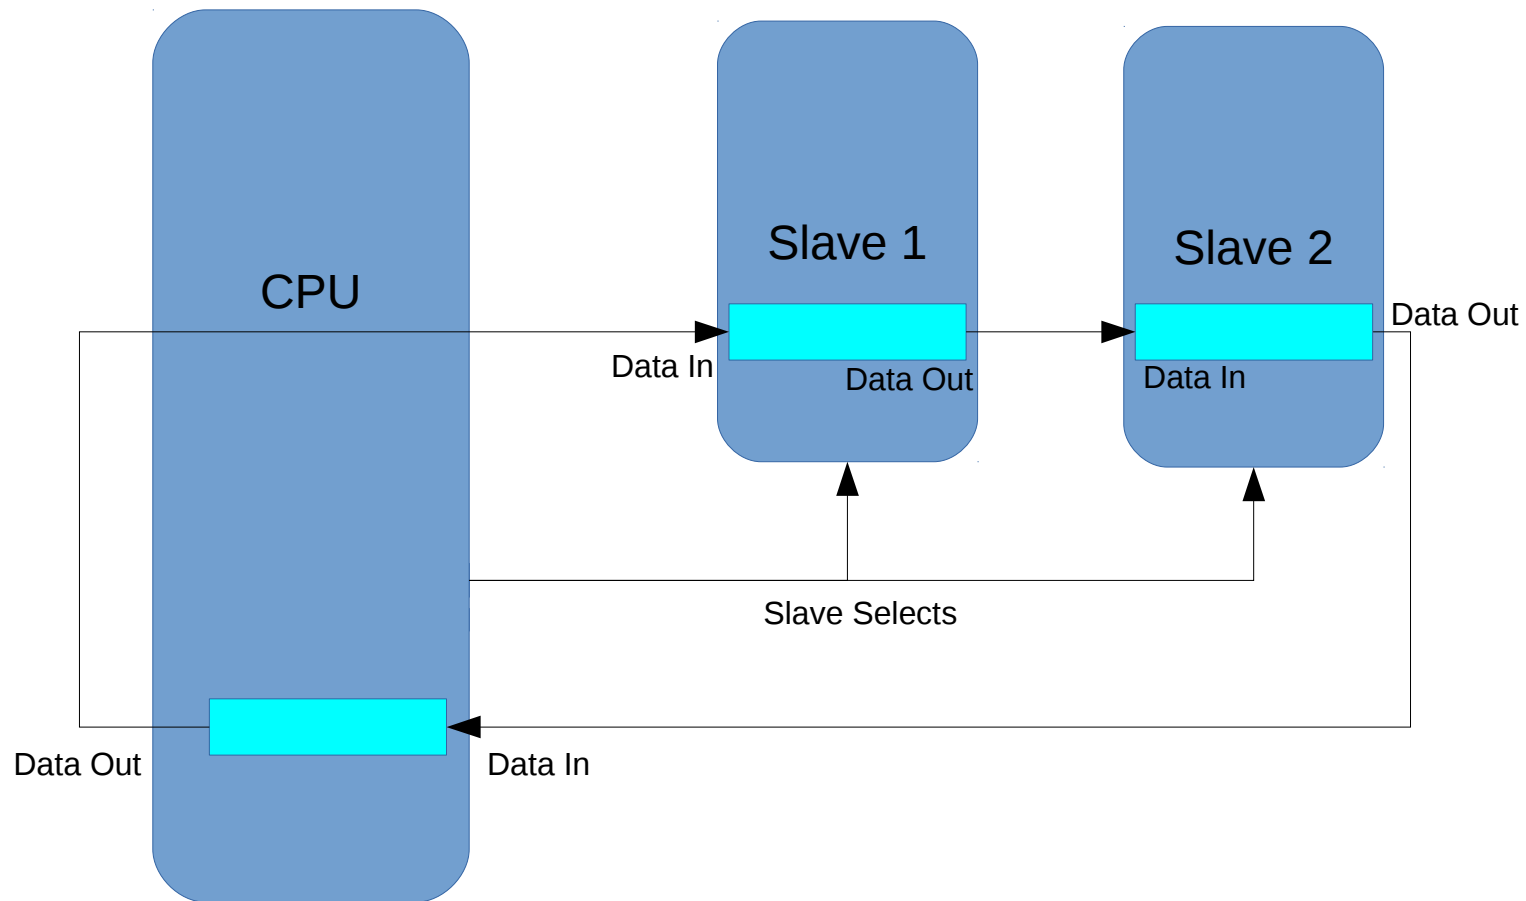 CPU
Slave 1
Slave 2
Data In
Data Out
Data In
Data Out
Slave Selects
Data Out
Data In